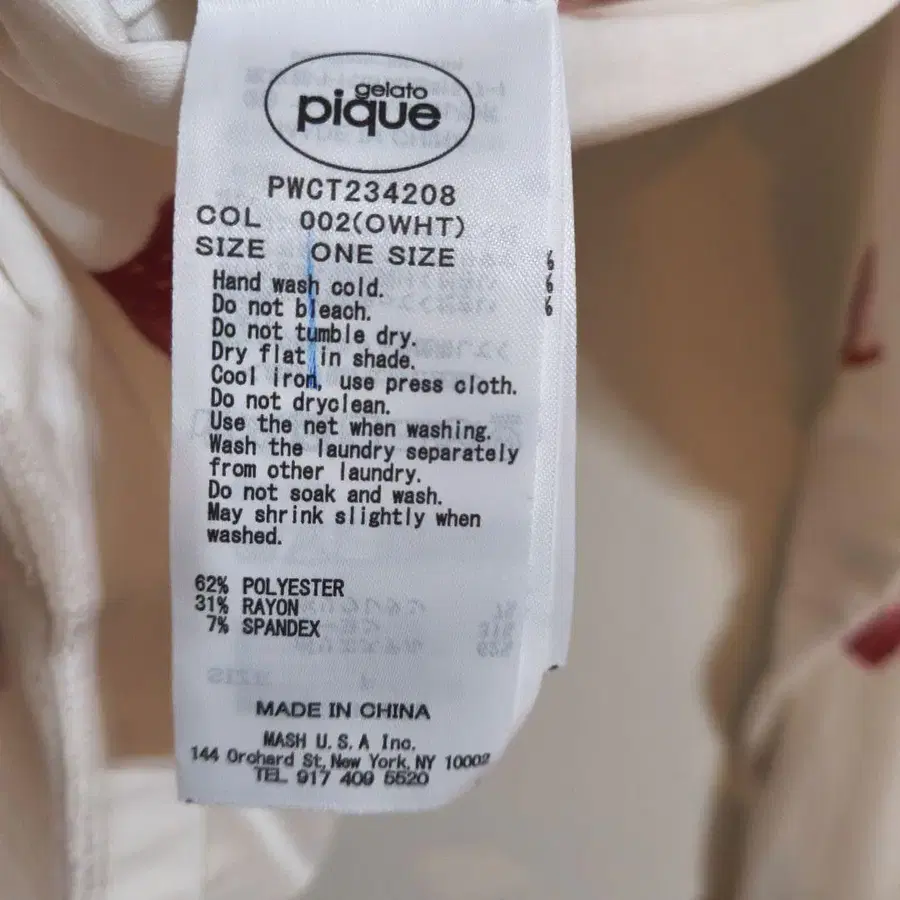 gelato
pique
PWCT234208
COL 002(OWHT)
SIZE ONE SIZE
Hand wash cold.
Do not bleach.
Do not tumble dry.
Dry flat in shade.
Cool iron, use press cloth.
Do not dryclean.
Use the net when washing.
Wash the laundry separately
from other laundry.
Do not soak and wash.
May shrink slightly when
washed.
62% POLYESTER
31% RAYON
7% SPANDEX
MADE IN CHINA
MASH U.S.A Inc.
144 Orchard St, New York, NY 10002
TEL 917 409 5520
6
6
6